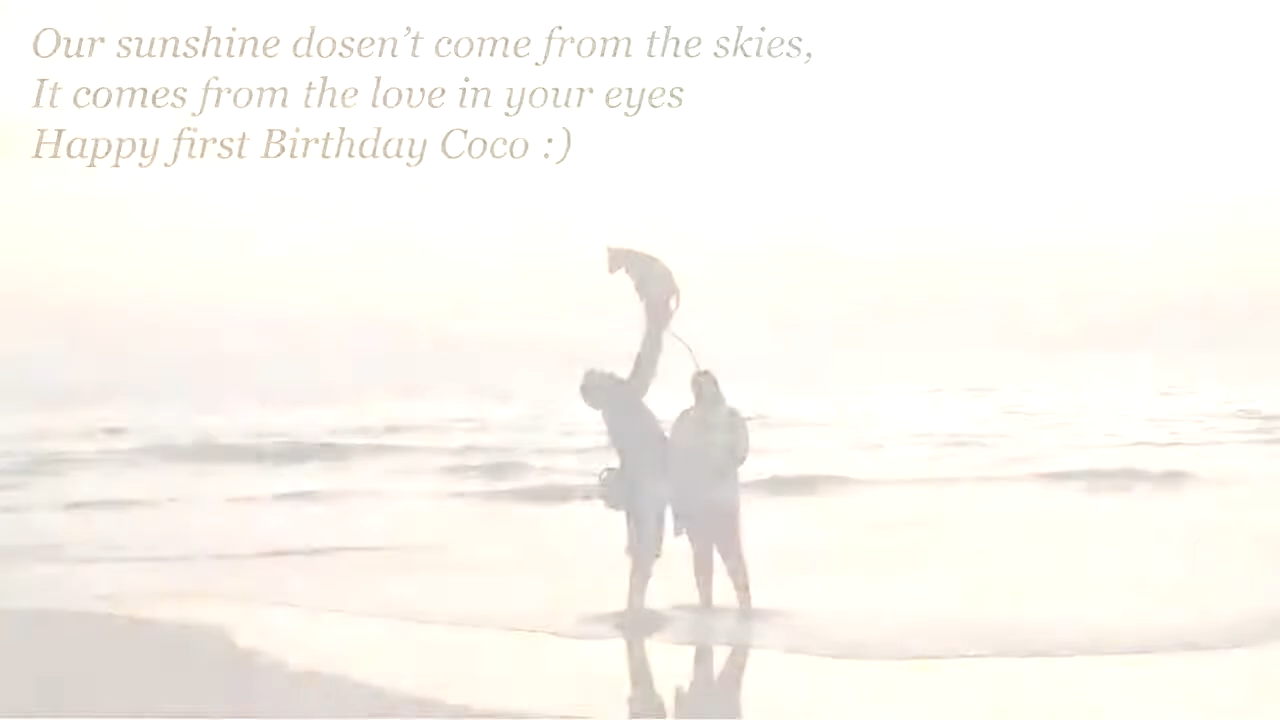 Our sunshine dosen’t come from the skies,
It comes from the love in your eyes
Happy first Birthday Coco :)